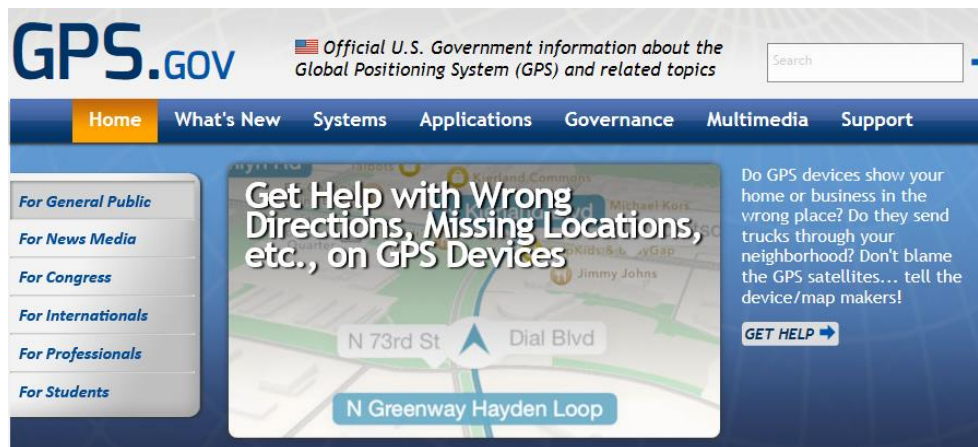 GPS.GOV
Official U.S. Government information about the
Global Positioning System (GPS) and related topics
Search
Home What's New Systems Applications Governance Multimedia Support
For General Public
For News Media
For Congress
For Internationals
For Professionals
For Students
Talbots
Kierland Commons
Michael Kors
Get Help with Wrong
Directions, Missing Locations,
etc., on GPS Devices
Jimmy Johns
N 73rd St
Dial Blvd
N Greenway Hayden Loop
Do GPS devices show your
home or business in the
wrong place? Do they send
trucks through your
neighborhood? Don't blame
the GPS satellites... tell the
device/map makers!
GET HELP